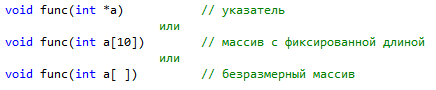 void func(int *a) // указатель
или
void func(int a[10]) // массив с фиксированной длиной
или
void func(int a[ ]) // безразмерный массив